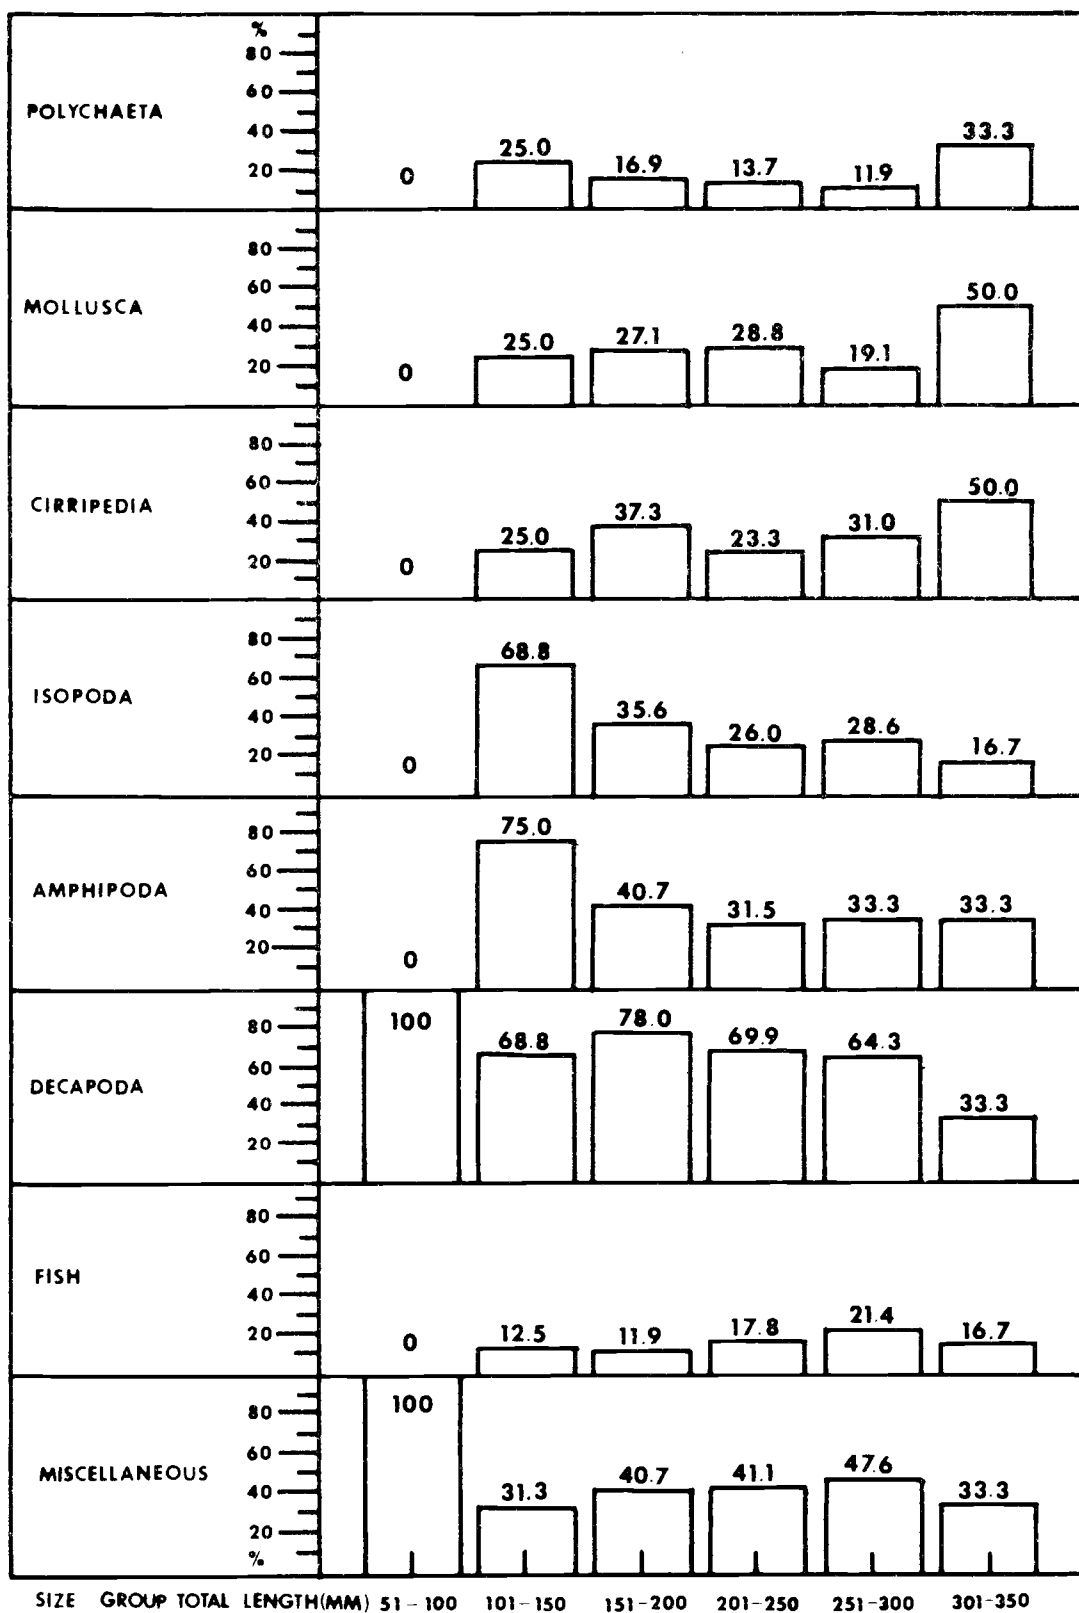 %
80
60
POLYCHAETA
40
20
0 25.0 16.9 13.7 11.9 33.3
80
60
MOLLUSCA
40
20
0 25.0 27.1 28.8 19.1 50.0
80
60
CIRRIPEDIA
40
20
0 25.0 37.3 23.3 31.0 50.0
80
60
ISOPODA
40
20
0 68.8 35.6 26.0 28.6 16.7
80
60
AMPHIPODA
40
20
0 75.0 40.7 31.5 33.3 33.3
80
60
DECAPODA
40
20
100 68.8 78.0 69.9 64.3 33.3
80
60
FISH
40
20
0 12.5 11.9 17.8 21.4 16.7
80
60
MISCELLANEOUS
40
20
%
100 31.3 40.7 41.1 47.6 33.3
SIZE GROUP TOTAL LENGTH(MM) 51-100 101-150 151-200 201-250 251-300 301-350